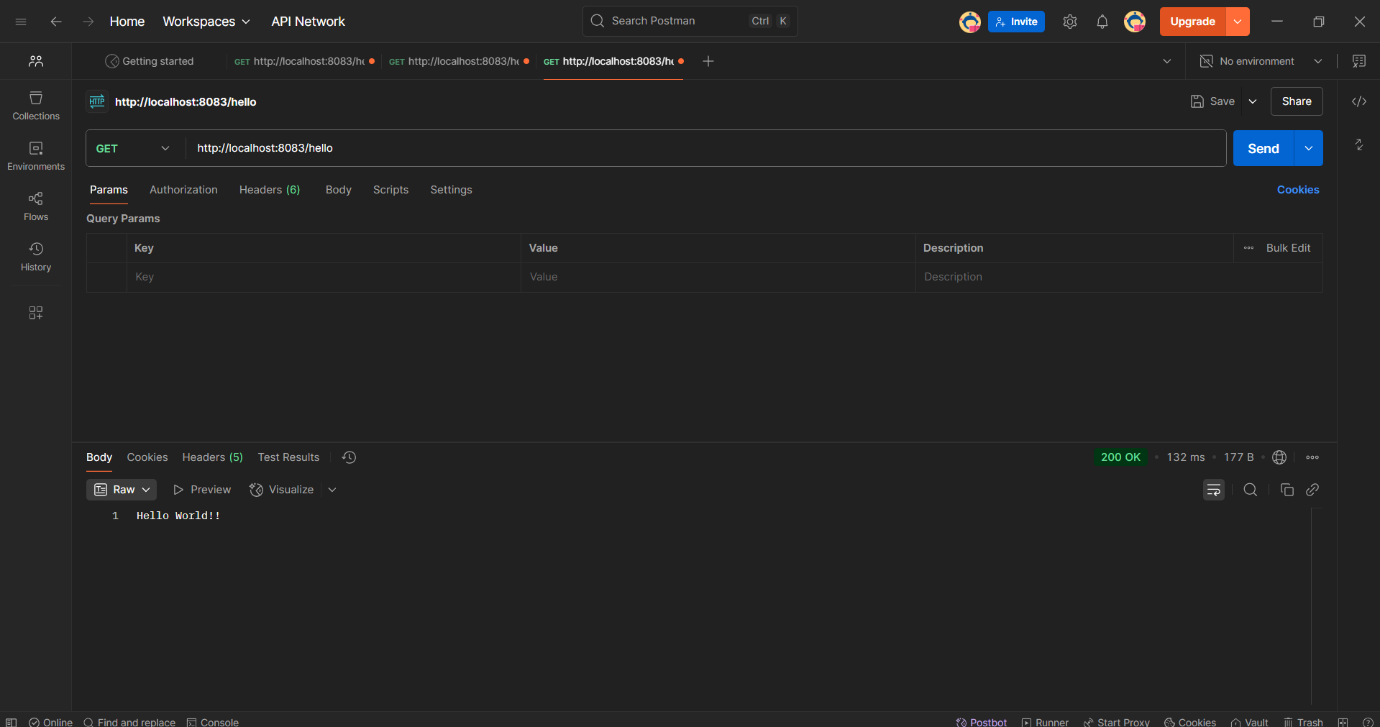 Home Workspaces API Network Search Postman Ctrl K Invite Upgrade
Getting started GET http://localhost:8083/he GET http://localhost:8083/he GET http://localhost:8083/he No environment
HTTP http://localhost:8083/hello Save Share
Collections
GET http://localhost:8083/hello Send
Environments
Params Authorization Headers (6) Body Scripts Settings Cookies
Flows
Query Params
Key Value Description Bulk Edit
History
Key Value Description
Body Cookies Headers (5) Test Results 200 OK 132 ms 177 B
Raw Preview Visualize
1 Hello World!!
Online Find and replace Console Postbot Runner Start Proxy Cookies Vault Trash